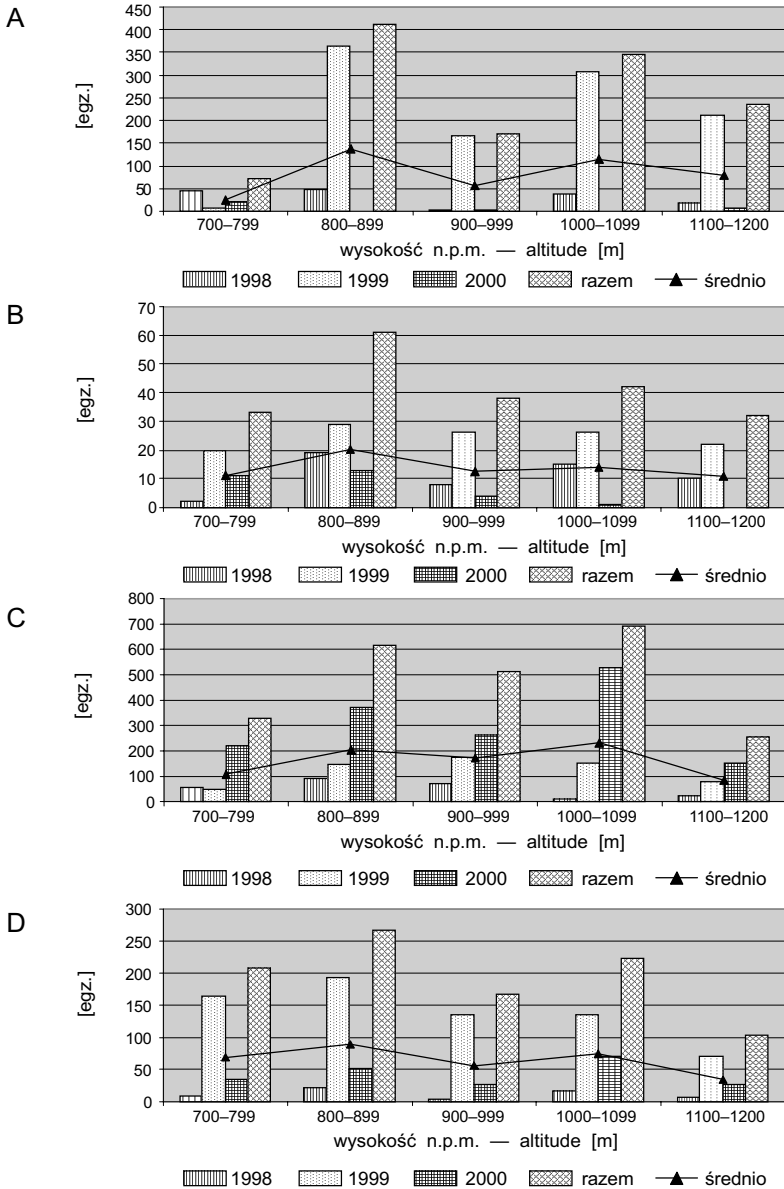 A
[egz.]
450
400
350
300
250
200
150
100
50
0
700–799 800–899 900–999 1000–1099 1100–1200
wysokość n.p.m. — altitude [m]
1998 1999 2000 razem średnio
B
[egz.]
70
60
50
40
30
20
10
0
700–799 800–899 900–999 1000–1099 1100–1200
wysokość n.p.m. — altitude [m]
1998 1999 2000 razem średnio
C
[egz.]
800
700
600
500
400
300
200
100
0
700–799 800–899 900–999 1000–1099 1100–1200
wysokość n.p.m. — altitude [m]
1998 1999 2000 razem średnio
D
[egz.]
300
250
200
150
100
50
0
700–799 800–899 900–999 1000–1099 1100–1200
wysokość n.p.m. — altitude [m]
1998 1999 2000 razem średnio